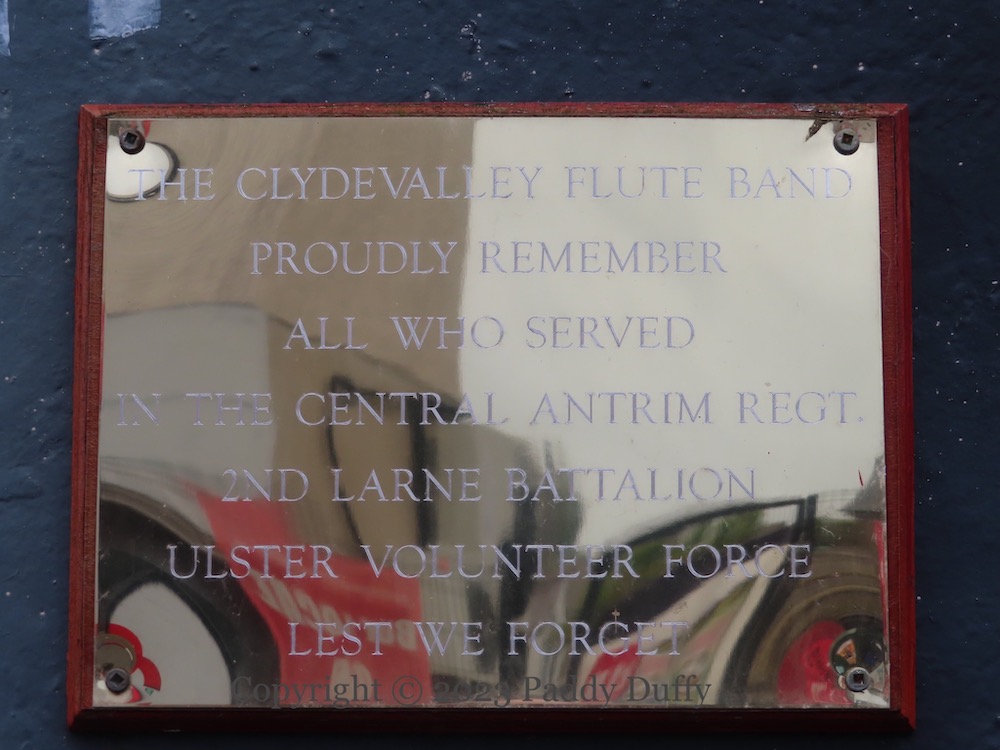 THE CLYDEVALLEY FLUTE BAND
PROUDLY REMEMBER
ALL WHO SERVED
IN THE CENTRAL ANTRIM REGT.
2ND LARNE BATTALION
ULSTER VOLUNTEER FORCE
LEST WE FORGET
Copyright © 2023 Paddy Duffy